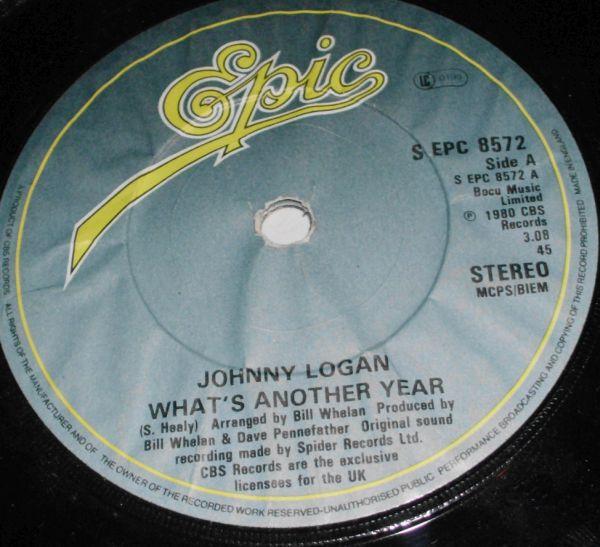 Epic
S EPC 8572
Side A
S EPC 8572 A
Bocu Music
Limited
℗ 1980 CBS
Records
3.08
45
STEREO
MCPS/BIEM
JOHNNY LOGAN
WHAT'S ANOTHER YEAR
(S. Healy) Arranged by Bill Whelan Produced by
Bill Whelan & Dave Pennefather Original sound
recording made by Spider Records Ltd.
CBS Records are the exclusive
licensees for the UK
A PRODUCT OF CBS RECORDS ALL RIGHTS OF THE MANUFACTURER AND OF THE OWNER OF THE RECORDED WORK RESERVED-UNAUTHORISED PUBLIC PERFORMANCE BROADCASTING AND COPYING OF THIS RECORD PROHIBITED MADE IN ENGLAND